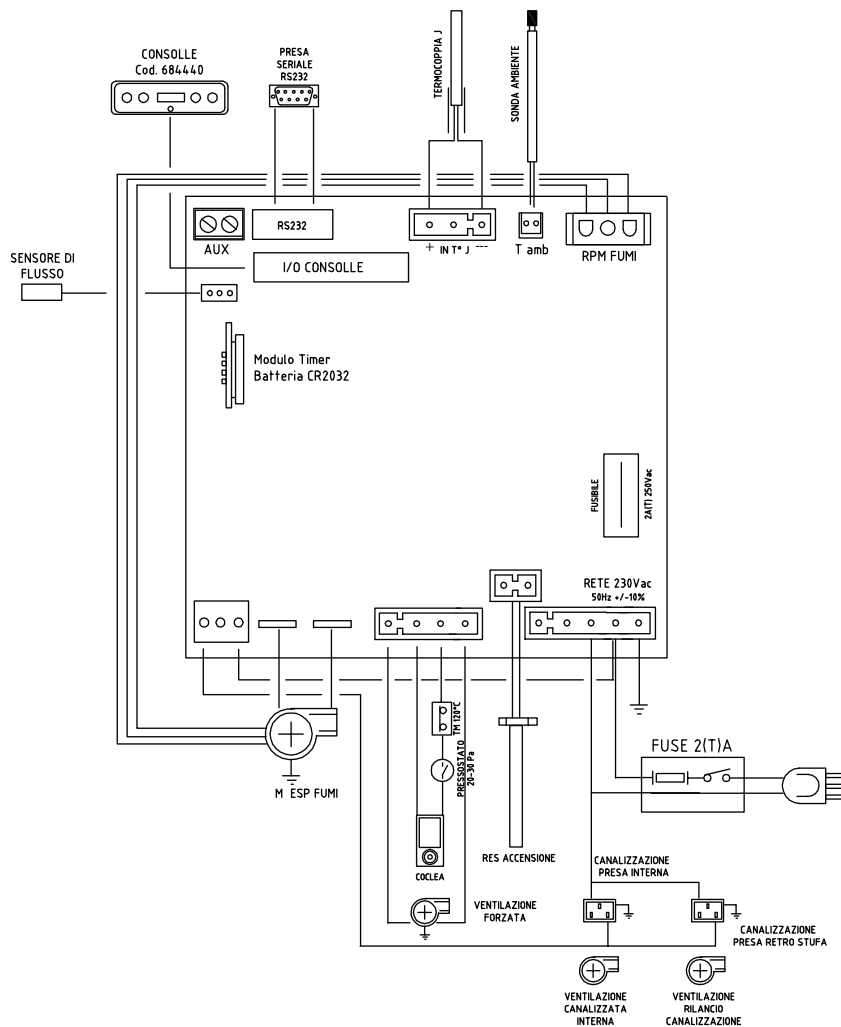 CONSOLLE
Cod. 684440
PRESA
SERIALE
RS232
TERMOCOPPIA J
SONDA AMBIENTE
AUX
RS232
+ IN T° J ---
T amb
RPM FUMI
I/O CONSOLLE
SENSORE DI
FLUSSO
Modulo Timer
Batteria CR2032
FUSIBILE
2A(T) 250Vac
RETE 230Vac
50Hz +/-10%
TM 120°C
PRESSOSTATO
20-30 Pa
FUSE 2(T)A
M ESP FUMI
COCLEA
RES ACCENSIONE
CANALIZZAZIONE
PRESA INTERNA
VENTILAZIONE
FORZATA
CANALIZZAZIONE
PRESA RETRO STUFA
VENTILAZIONE
CANALIZZATA
INTERNA
VENTILAZIONE
RILANCIO
CANALIZZAZIONE